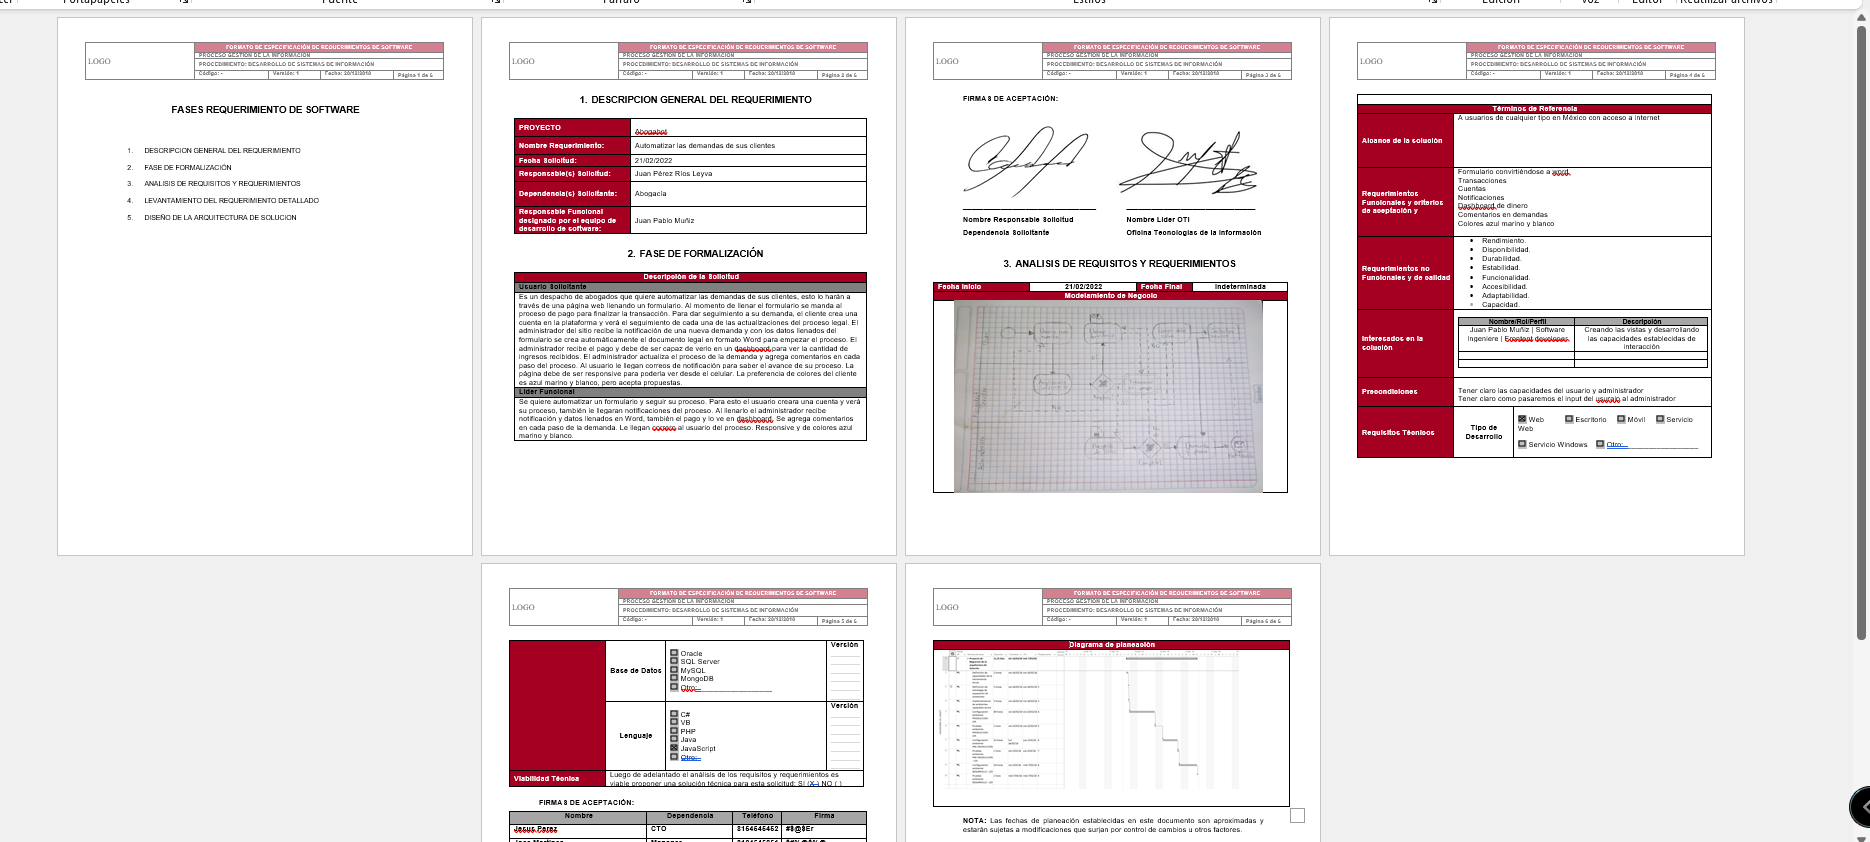 Portapapeles
Fuente
Párrafo
Estilos
Edición
Voz
Editor
Reutilizar archivos
LOGO
FORMATO DE ESPECIFICACIÓN DE REQUERIMIENTOS DE SOFTWARE
PROCESO GESTIÓN DE LA INFORMACIÓN
PROCEDIMIENTO: DESARROLLO DE SISTEMAS DE INFORMACIÓN
Código: -
Versión: 1
Fecha: 20/12/2018
Página 1 de 6
FASES REQUERIMIENTO DE SOFTWARE
1. DESCRIPCION GENERAL DEL REQUERIMIENTO
2. FASE DE FORMALIZACIÓN
3. ANALISIS DE REQUISITOS Y REQUERIMIENTOS
4. LEVANTAMIENTO DEL REQUERIMIENTO DETALLADO
5. DISEÑO DE LA ARQUITECTURA DE SOLUCION
LOGO
FORMATO DE ESPECIFICACIÓN DE REQUERIMIENTOS DE SOFTWARE
PROCESO GESTIÓN DE LA INFORMACIÓN
PROCEDIMIENTO: DESARROLLO DE SISTEMAS DE INFORMACIÓN
Código: -
Versión: 1
Fecha: 20/12/2018
Página 2 de 6
1. DESCRIPCION GENERAL DEL REQUERIMIENTO
PROYECTO
Abogabot
Nombre Requerimiento:
Automatizar las demandas de sus clientes
Fecha Solicitud:
21/02/2022
Responsable(s) Solicitud:
Juan Pérez Ríos Leyva
Dependencia(s) Solicitante:
Abogacía
Responsable Funcional
designado por el equipo de
desarrollo de software:
Juan Pablo Muñiz
2. FASE DE FORMALIZACIÓN
Descripción de la Solicitud
Usuario Solicitante
Es un despacho de abogados que quiere automatizar las demandas de sus clientes, esto lo harán a
través de una página web llenando un formulario. Al momento de llenar el formulario se manda al
proceso de pago para finalizar la transacción. Para dar seguimiento a su demanda, el cliente crea una
cuenta en la plataforma y verá el seguimiento de cada una de las actualizaciones del proceso legal. El
administrador del sitio recibe la notificación de una nueva demanda y con los datos llenados del
formulario se crea automáticamente el documento legal en formato Word para empezar el proceso. El
administrador recibe el pago y debe de ser capaz de verlo en un dashboard para ver la cantidad de
ingresos recibidos. El administrador actualiza el proceso de la demanda y agrega comentarios en cada
paso del proceso. Al usuario le llegan correos de notificación para saber el avance de su proceso. La
página debe de ser responsive para poderla ver desde el celular. La preferencia de colores del cliente
es azul marino y blanco, pero acepta propuestas.
Líder Funcional
Se quiere automatizar un formulario y seguir su proceso. Para esto el usuario creara una cuenta y verá
su proceso, también le llegaran notificaciones del proceso. Al llenarlo el administrador recibe
notificación y datos llenados en Word, también el pago y lo ve en dashboard. Se agrega comentarios
en cada paso de la demanda. Le llegan correos al usuario del proceso. Responsive y de colores azul
marino y blanco.
LOGO
FORMATO DE ESPECIFICACIÓN DE REQUERIMIENTOS DE SOFTWARE
PROCESO GESTIÓN DE LA INFORMACIÓN
PROCEDIMIENTO: DESARROLLO DE SISTEMAS DE INFORMACIÓN
Código: -
Versión: 1
Fecha: 20/12/2018
Página 3 de 6
FIRMAS DE ACEPTACIÓN:
Nombre Responsable Solicitud
Nombre Líder OTI
Dependencia Solicitante
Oficina Tecnologías de la Información
3. ANALISIS DE REQUISITOS Y REQUERIMIENTOS
Fecha Inicio
21/02/2022
Fecha Final
Indeterminada
Modelamiento de Negocio
LOGO
FORMATO DE ESPECIFICACIÓN DE REQUERIMIENTOS DE SOFTWARE
PROCESO GESTIÓN DE LA INFORMACIÓN
PROCEDIMIENTO: DESARROLLO DE SISTEMAS DE INFORMACIÓN
Código: -
Versión: 1
Fecha: 20/12/2018
Página 4 de 6
Términos de Referencia
Alcance de la solución
A usuarios de cualquier tipo en México con acceso a internet
Requerimientos
Funcionales y criterios
de aceptación y
Formulario convirtiéndose a word.
Transacciones
Cuentas
Notificaciones
Dashboard de dinero
Comentarios en demandas
Colores azul marino y blanco
Requerimientos no
Funcionales y de calidad
Rendimiento.
Disponibilidad.
Durabilidad.
Estabilidad.
Funcionalidad.
Accesibilidad.
Adaptabilidad.
Capacidad.
Interesados en la
solución
Nombre/Rol/Perfil
Descripción
Juan Pablo Muñiz | Software
ingeniere | Frontent developer.
Creando las vistas y desarrollando
las capacidades establecidas de
interacción
Precondiciones
Tener claro las capacidades del usuario y administrador
Tener claro como pasaremos el input del usuraio al administrador
Requisitos Técnicos
Tipo de
Desarrollo
Web
Escritorio
Móvil
Servicio
Web
Servicio Windows
Otro:
LOGO
FORMATO DE ESPECIFICACIÓN DE REQUERIMIENTOS DE SOFTWARE
PROCESO GESTIÓN DE LA INFORMACIÓN
PROCEDIMIENTO: DESARROLLO DE SISTEMAS DE INFORMACIÓN
Código: -
Versión: 1
Fecha: 20/12/2018
Página 5 de 6
Base de Datos
Oracle
SQL Server
MySQL
MongoDB
Otro:
Versión
Lenguaje
C#
VB
PHP
Java
JavaScript
Otro:
Versión
Viabilidad Técnica
Luego de adelantado el análisis de los requisitos y requerimientos es
viable proponer una solución técnica para esta solicitud: SI (X ) NO ( )
FIRMAS DE ACEPTACIÓN:
Nombre
Dependencia
Teléfono
Firma
Jesus Perez
CTO
8154545452
#$@$Er
LOGO
FORMATO DE ESPECIFICACIÓN DE REQUERIMIENTOS DE SOFTWARE
PROCESO GESTIÓN DE LA INFORMACIÓN
PROCEDIMIENTO: DESARROLLO DE SISTEMAS DE INFORMACIÓN
Código: -
Versión: 1
Fecha: 20/12/2018
Página 6 de 6
Diagrama de planeación
NOTA: Las fechas de planeación establecidas en este documento son aproximadas y
estarán sujetas a modificaciones que surjan por control de cambios u otros factores.